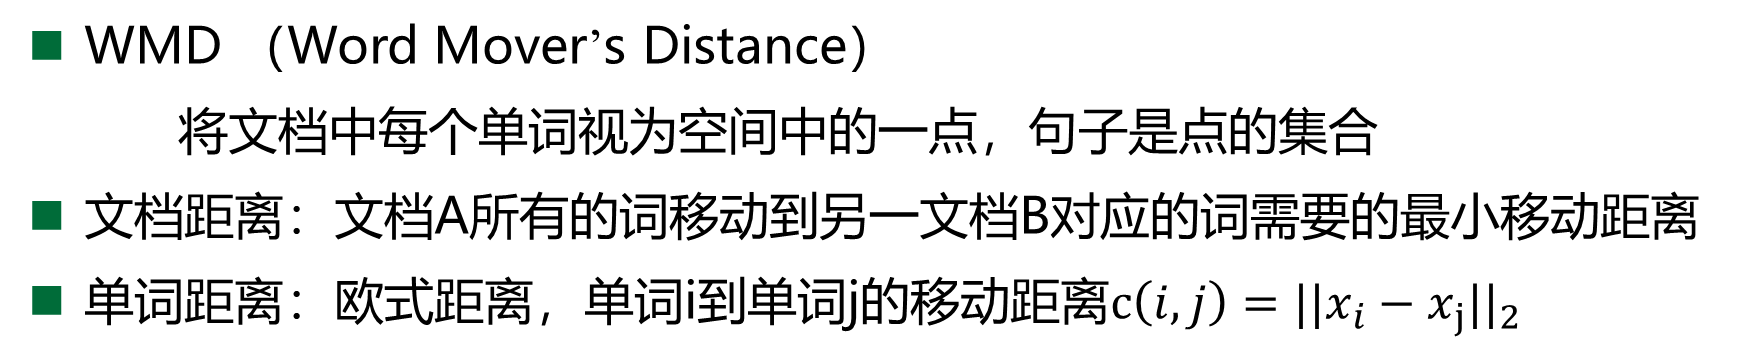 WMD （Word Mover’s Distance）
将文档中每个单词视为空间中的一点，句子是点的集合
文档距离：文档A所有的词移动到另一文档B对应的词需要的最小移动距离
单词距离：欧式距离，单词i到单词j的移动距离c(i,j) = ||x_i − x_j||_2